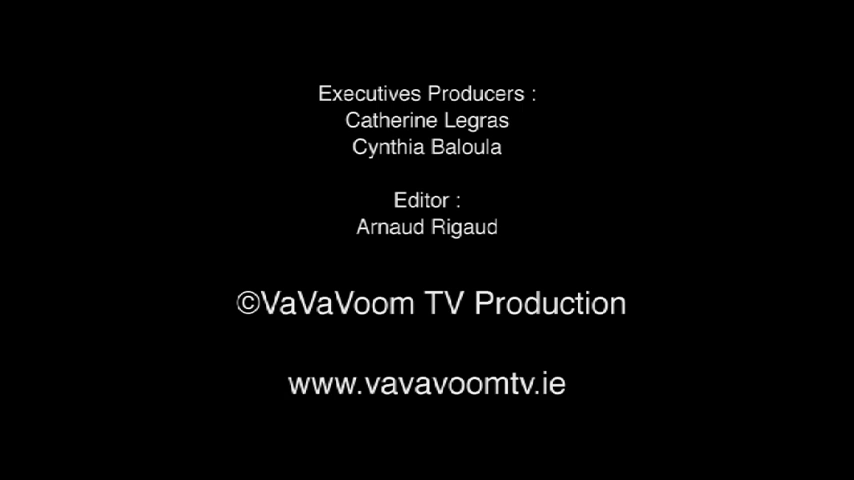 Executives Producers :
Catherine Legras
Cynthia Baloula
Editor :
Arnaud Rigaud
©VaVaVoom TV Production
www.vavavoomtv.ie